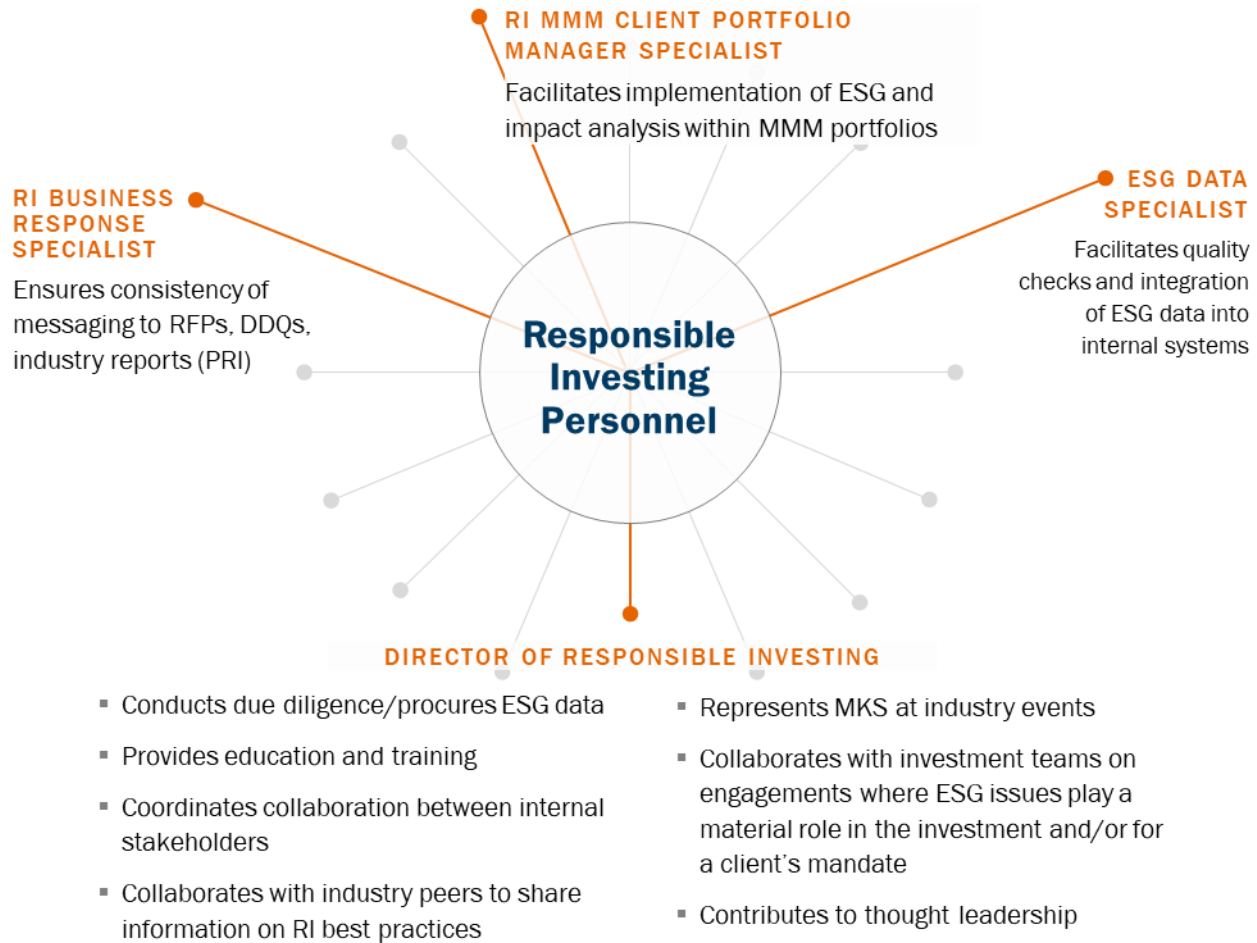 RI MMM CLIENT PORTFOLIO
MANAGER SPECIALIST
Facilitates implementation of ESG and
impact analysis within MMM portfolios
RI BUSINESS
RESPONSE
SPECIALIST
Ensures consistency of
messaging to RFPs, DDQs,
industry reports (PRI)
ESG DATA
SPECIALIST
Facilitates quality
checks and integration
of ESG data into
internal systems
Responsible
Investing
Personnel
DIRECTOR OF RESPONSIBLE INVESTING
▪ Conducts due diligence/procures ESG data
▪ Provides education and training
▪ Coordinates collaboration between internal
stakeholders
▪ Collaborates with industry peers to share
information on RI best practices
▪ Represents MKS at industry events
▪ Collaborates with investment teams on
engagements where ESG issues play a
material role in the investment and/or for
a client's mandate
▪ Contributes to thought leadership